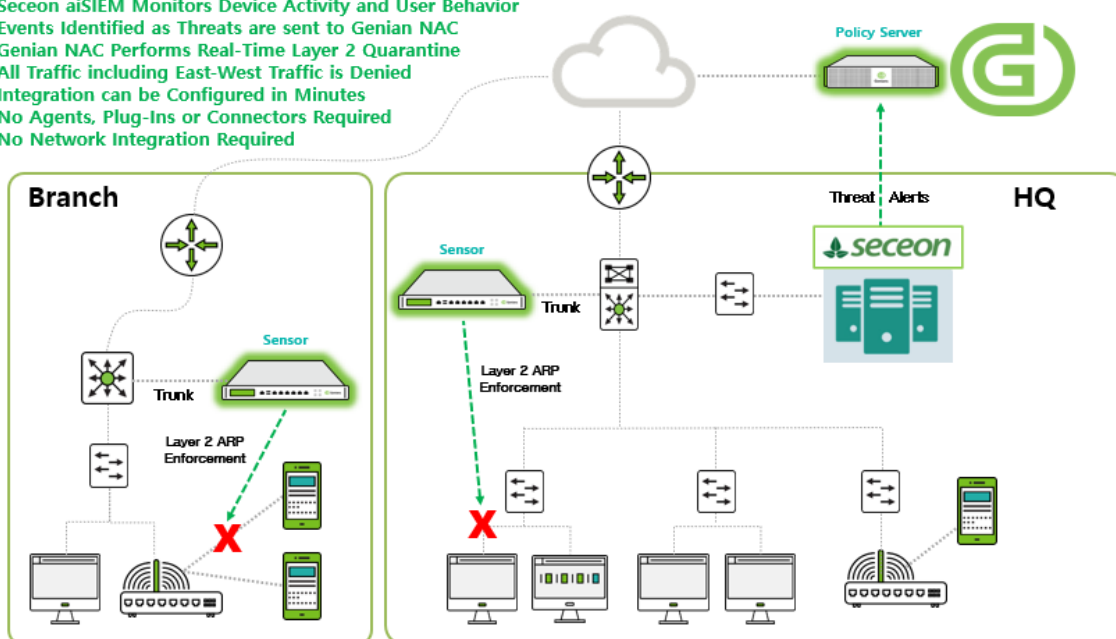 Seceon aiSIEM Monitors Device Activity and User Behavior
Events Identified as Threats are sent to Genian NAC
Genian NAC Performs Real-Time Layer 2 Quarantine
All Traffic including East-West Traffic is Denied
Integration can be Configured in Minutes
No Agents, Plug-Ins or Connectors Required
No Network Integration Required
Policy Server
G
Branch
HQ
Threat Alerts
seceon
Sensor
Trunk
Layer 2 ARP
Enforcement
X
Sensor
Trunk
Layer 2 ARP
Enforcement
X